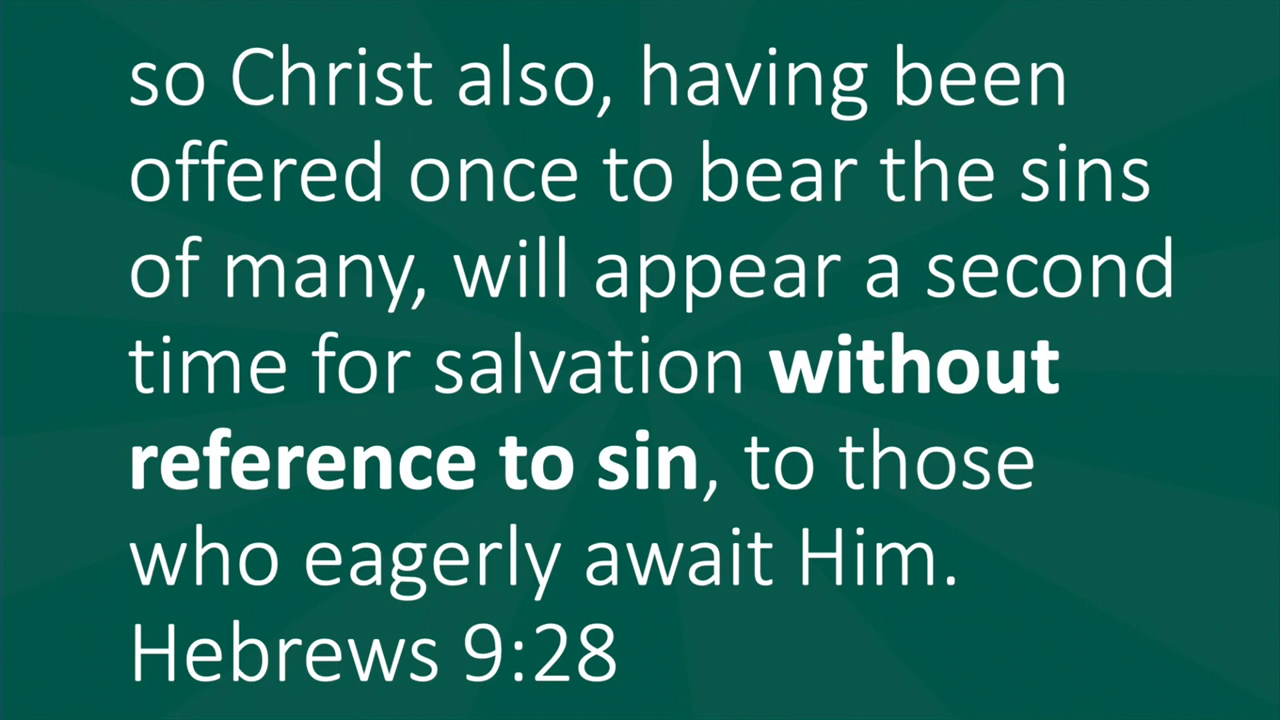 so Christ also, having been
offered once to bear the sins
of many, will appear a second
time for salvation without
reference to sin, to those
who eagerly await Him.
Hebrews 9:28